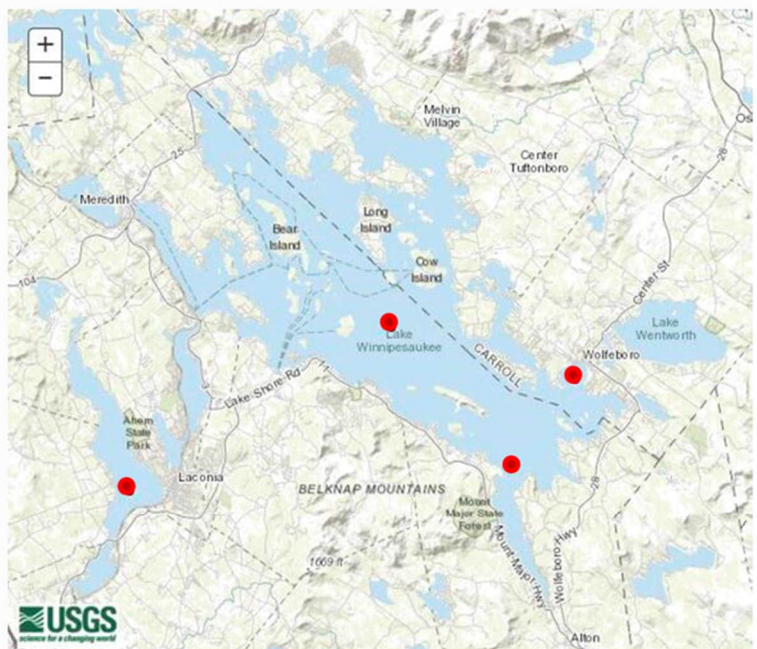 +
−
Melvin
Village
Os
28
Center
Tuftonboro
25
Meredith
Long
Island
Bear
Island
Cow
Island
104
Center St
Lake
Wentworth
Lake
Winnipesaukee
CARROLL
Wolfeboro
Lake Shore Rd
11
Ahern
State
Park
Laconia
BELKNAP MOUNTAINS
28
Mount
Major State
Forest
Mount Major Hwy
Wolfeboro Hwy
1669 ft
USGS
science for a changing world
Alton